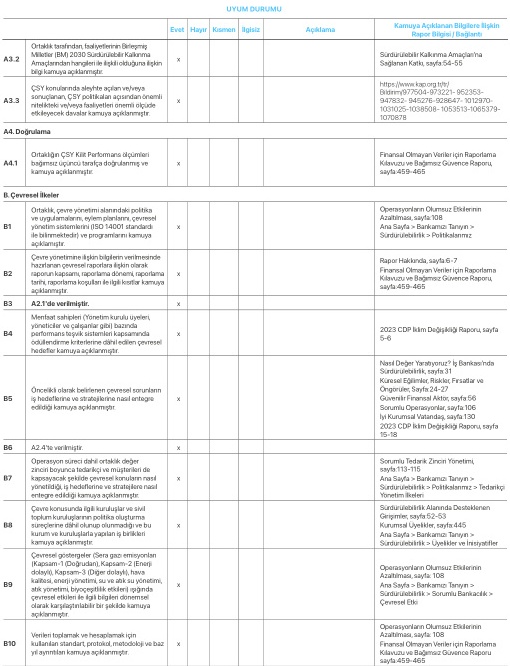 UYUM DURUMU
Evet Hayır Kısmen İlgisiz Açıklama Kamuya Açıklanan Bilgilere İlişkin
Rapor Bilgisi / Bağlantı
A3.2 Ortaklık tarafından, faaliyetlerinin Birleşmiş
Milletler (BM) 2030 Sürdürülebilir Kalkınma
Amaçlarından hangileri ile ilişkili olduğuna ilişkin
bilgi kamuya açıklanmıştır. x Sürdürülebilir Kalkınma Amaçları'na
Sağlanan Katkı, sayfa:54-55
A3.3 ÇSY konularında aleyhte açılan ve/veya
sonuçlanan, ÇSY politikaları açısından önemli
nitelikteki ve/veya faaliyetleri önemli ölçüde
etkileyecek davalar kamuya açıklanmıştır. x https://www.kap.org.tr/tr/
Bildirim/977504-973221- 952353-
947832- 945276-928647- 1012970-
1031025-1038508- 1053513-1065379-
1070878
A4. Doğrulama
A4.1 Ortaklığın ÇSY Kilit Performans ölçümleri
bağımsız üçüncü tarafça doğrulanmış ve
kamuya açıklanmıştır. x Finansal Olmayan Veriler için Raporlama
Kılavuzu ve Bağımsız Güvence Raporu,
sayfa:459-465
B. Çevresel İlkeler
B1 Ortaklık, çevre yönetimi alanındaki politika
ve uygulamalarını, eylem planlarını, çevresel
yönetim sistemlerini (ISO 14001 standardı
ile bilinmektedir) ve programlarını kamuya
açıklamıştır. x Operasyonların Olumsuz Etkilerinin
Azaltılması, sayfa:108
Ana Sayfa > Bankamızı Tanıyın >
Sürdürülebilirlik > Politikalarımız
B2 Çevre yönetimine ilişkin bilgilerin verilmesinde
hazırlanan çevresel raporlara ilişkin olarak
raporun kapsamı, raporlama dönemi, raporlama
tarihi, raporlama koşulları ile ilgili kısıtlar kamuya
açıklanmıştır. x Rapor Hakkında, sayfa:6-7
Finansal Olmayan Veriler için Raporlama
Kılavuzu ve Bağımsız Güvence Raporu,
sayfa:459-465
B3 A2.1'de verilmiştir. x
B4 Menfaat sahipleri (Yönetim kurulu üyeleri,
yöneticiler ve çalışanlar gibi) bazında
performans teşvik sistemleri kapsamında
ödüllendirme kriterlerine dâhil edilen çevresel
hedefler kamuya açıklanmıştır. x 2023 CDP İklim Değişikliği Raporu, sayfa
5-6
B5 Öncelikli olarak belirlenen çevresel sorunların
iş hedeflerine ve stratejilerine nasıl entegre
edildiği kamuya açıklanmıştır. x Nasıl Değer Yaratıyoruz? İş Bankası'nda
Sürdürülebilirlik, sayfa:31
Küresel Eğilimler, Riskler, Fırsatlar ve
Öngörüler, Sayfa:24-27
Güvenilir Finansal Aktör, sayfa:56
Sorumlu Operasyonlar, sayfa:106
İyi Kurumsal Vatandaş, sayfa:130
2023 CDP İklim Değişikliği Raporu, sayfa
15-18
B6 A2.4'te verilmiştir. x
B7 Operasyon süreci dahil ortaklık değer
zinciri boyunca tedarikçi ve müşterileri de
kapsayacak şekilde çevresel konuların nasıl
yönetildiği, iş hedeflerine ve stratejilere nasıl
entegre edildiği kamuya açıklanmıştır. x Sorumlu Tedarik Zinciri Yönetimi,
sayfa:113-115
Ana Sayfa > Bankamızı Tanıyın >
Sürdürülebilirlik > Politikalarımız > Tedarikçi
Yönetim İlkeleri
B8 Çevre konusunda ilgili kuruluşlar ve sivil
toplum kuruluşlarının politika oluşturma
süreçlerine dâhil olunup olunmadığı ve bu
kurum ve kuruluşlarla yapılan iş birlikleri
kamuya açıklanmıştır. x Sürdürülebilirlik Alanında Desteklenen
Girişimler, sayfa:52-53
Kurumsal Üyelikler, sayfa:445
Ana Sayfa > Bankamızı Tanıyın >
Sürdürülebilirlik > Üyelikler ve İnisiyatifler
B9 Çevresel göstergeler (Sera gazı emisyonları
(Kapsam-1 (Doğrudan), Kapsam-2 (Enerji
dolaylı), Kapsam-3 (Diğer dolaylı), hava
kalitesi, enerji yönetimi, su ve atık su yönetimi,
atık yönetimi, biyoçeşitlilik etkileri) ışığında
çevresel etkileri ile ilgili bilgileri dönemsel
olarak karşılaştırılabilir bir şekilde kamuya
açıklanmıştır. x Operasyonların Olumsuz Etkilerinin
Azaltılması, sayfa: 108
Ana Sayfa > Bankamızı Tanıyın >
Sürdürülebilirlik > Sorumlu Bankacılık >
Çevresel Etki
B10 Verileri toplamak ve hesaplamak için
kullanılan standart, protokol, metodoloji ve baz
yıl ayrıntıları kamuya açıklanmıştır. x Operasyonların Olumsuz Etkilerinin
Azaltılması, sayfa: 108
Finansal Olmayan Veriler için Raporlama
Kılavuzu ve Bağımsız Güvence Raporu
sayfa:459-465